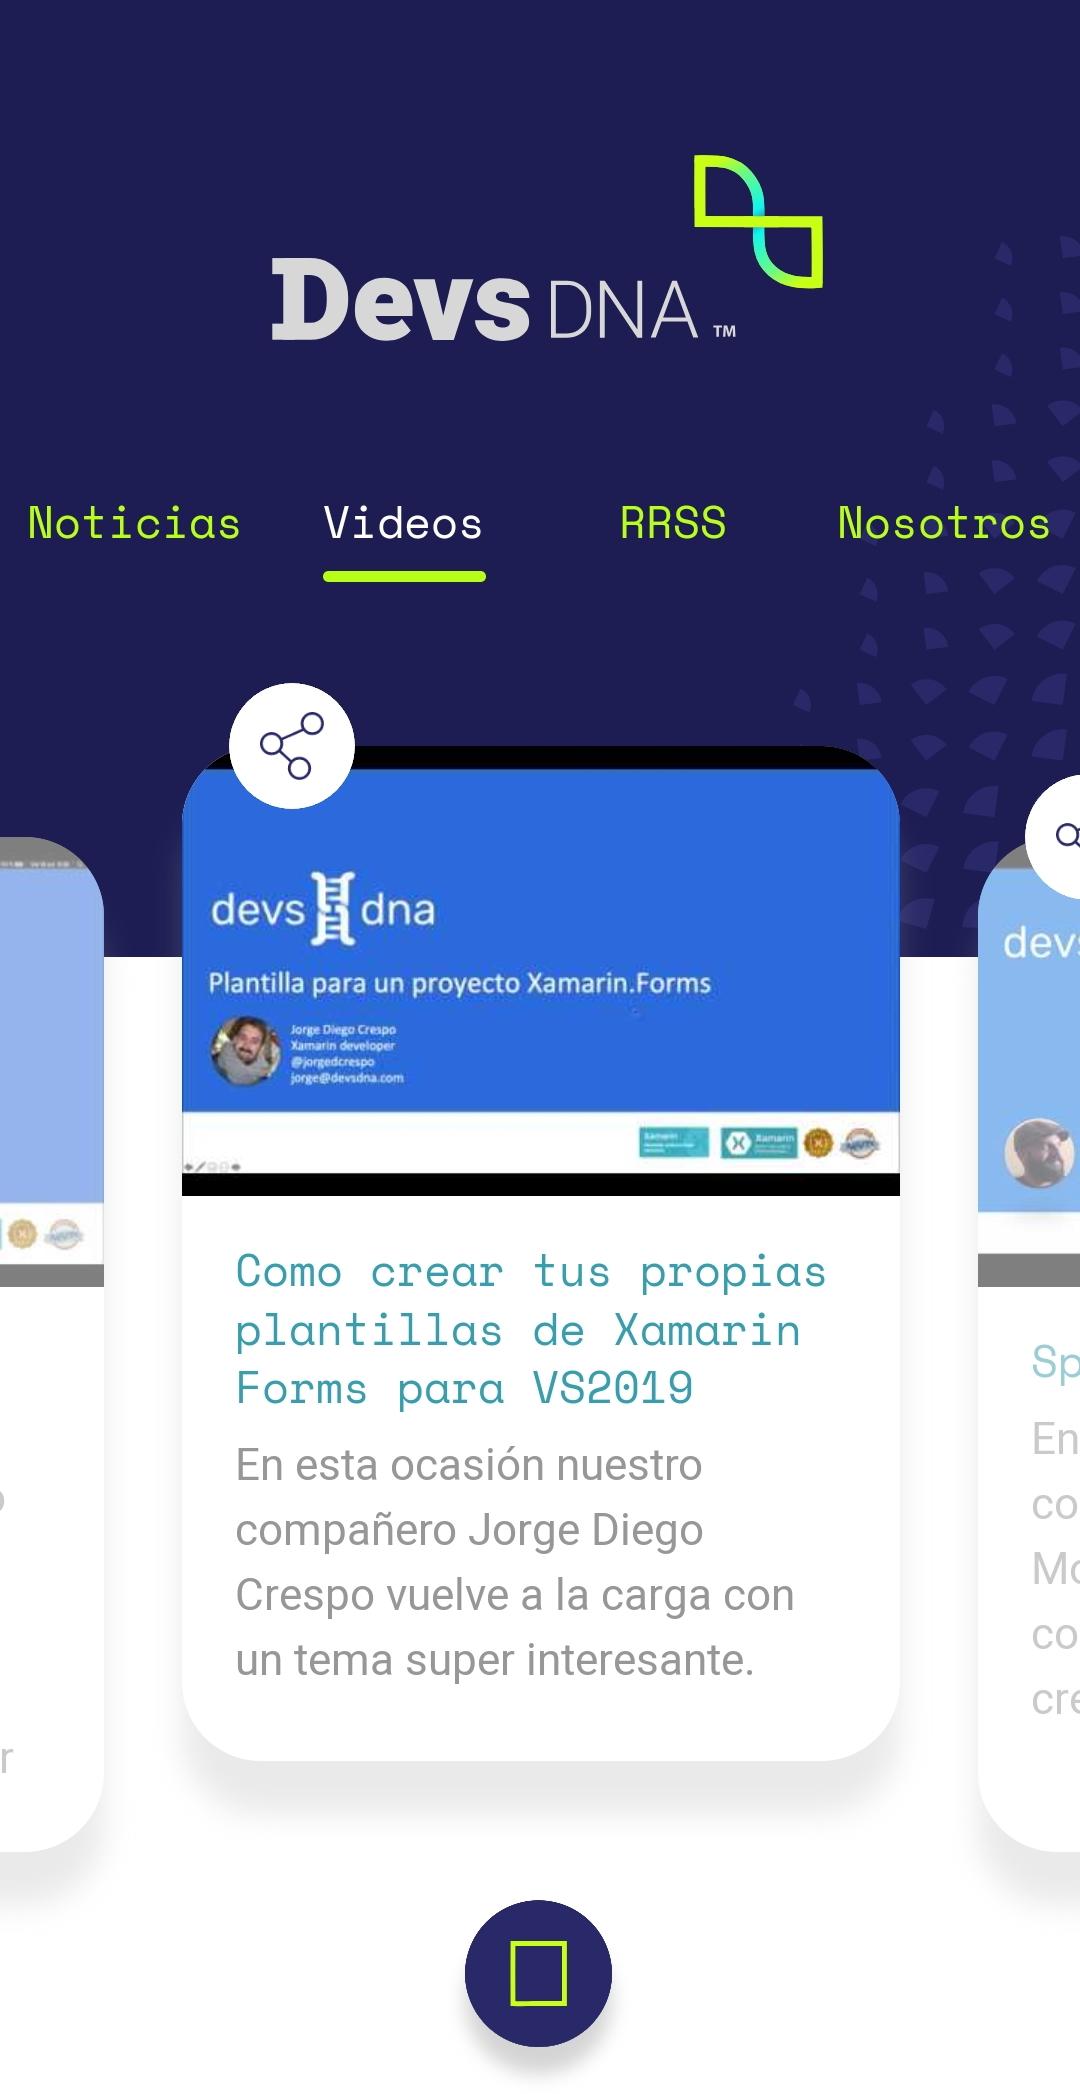 Devs DNA ™
Noticias Videos RRSS Nosotros
devs dna
Plantilla para un proyecto Xamarin.Forms
Jorge Diego Crespo
Xamarin developer
@jorgedcrespo
jorge@devsdna.com
Xamarin
Xamarin
Como crear tus propias
plantillas de Xamarin
Forms para VS2019
En esta ocasión nuestro
compañero Jorge Diego
Crespo vuelve a la carga con
un tema super interesante.
r
devs
Sp
En
co
Mo
co
cre